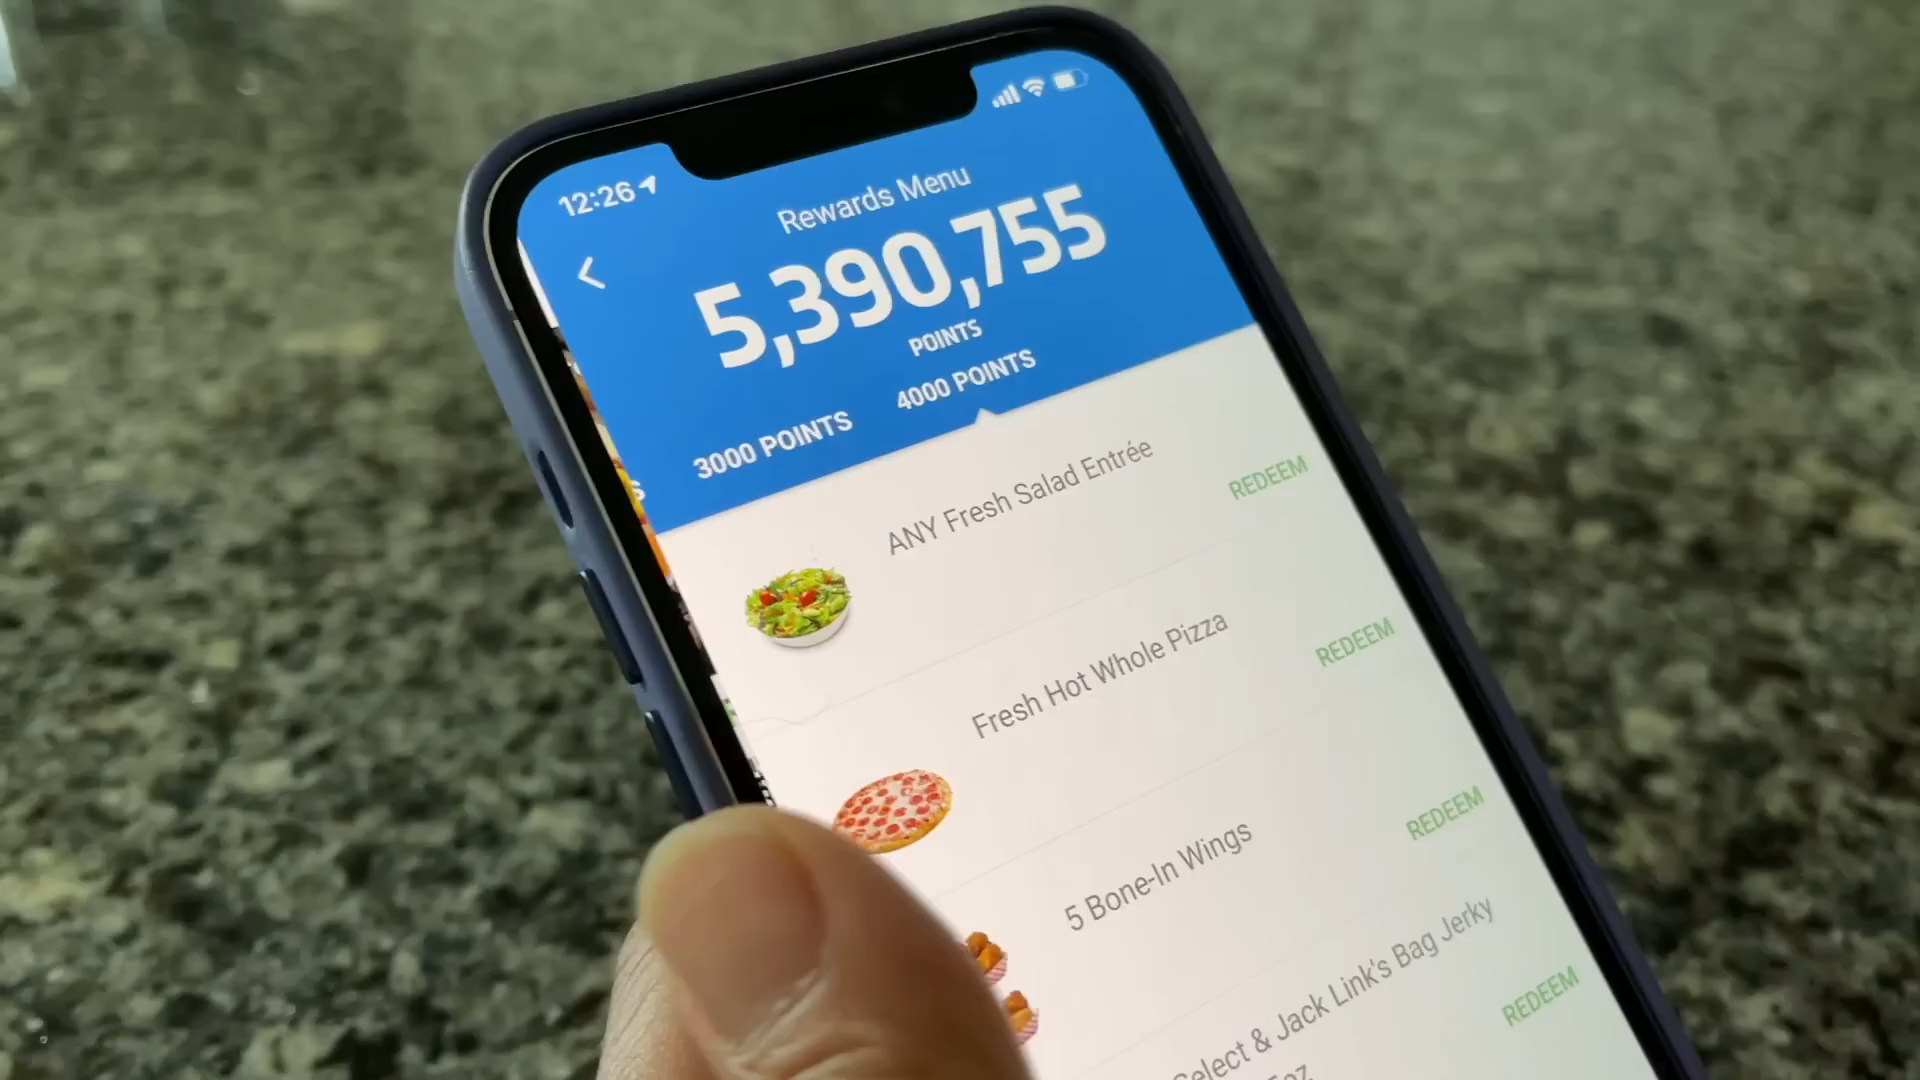 12:26
Rewards Menu
5,390,755
POINTS
S
3000 POINTS
4000 POINTS
ANY Fresh Salad Entrée
REDEEM
Fresh Hot Whole Pizza
REDEEM
5 Bone-In Wings
REDEEM
Select & Jack Link's Bag Jerky
REDEEM